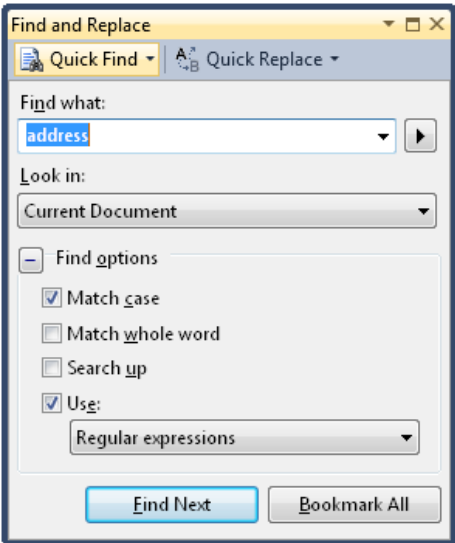 Find and Replace
Quick Find Quick Replace
Find what:
address
Look in:
Current Document
Find options
Match case
Match whole word
Search up
Use:
Regular expressions
Find Next Bookmark All